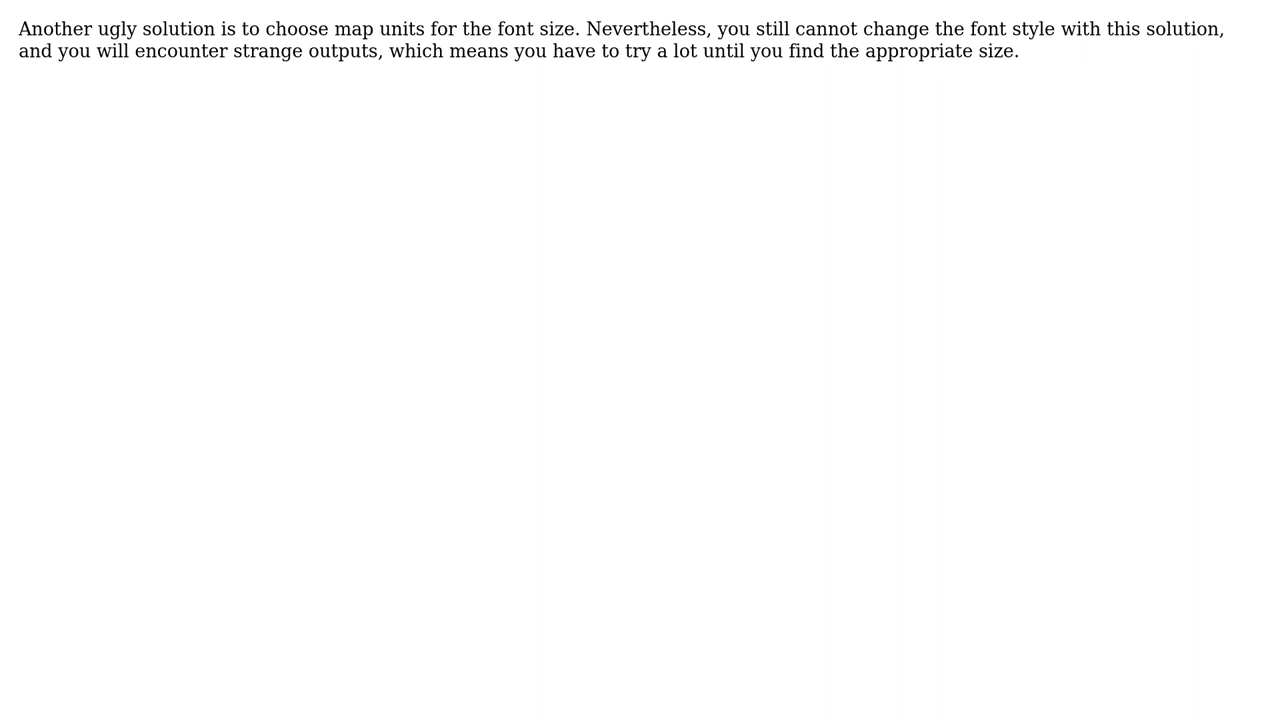 Another ugly solution is to choose map units for the font size. Nevertheless, you still cannot change the font style with this solution,
and you will encounter strange outputs, which means you have to try a lot until you find the appropriate size.